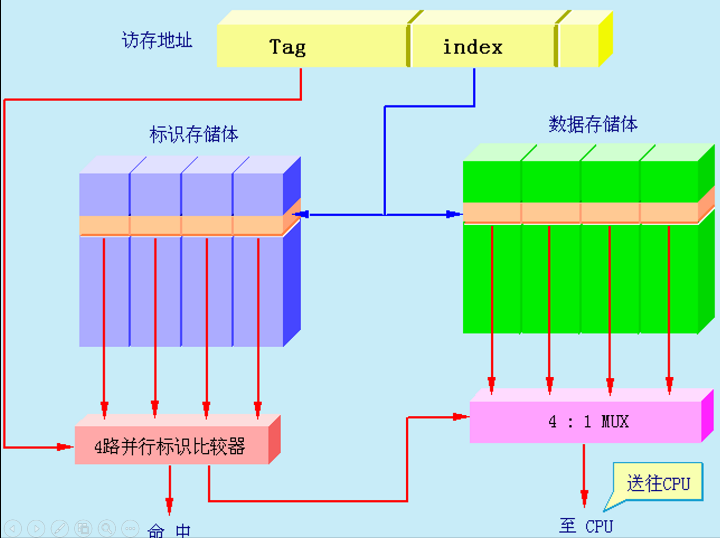 访存地址
Tag
index
标识存储体
数据存储体
4路并行标识比较器
4 : 1 MUX
送往CPU
命 中
至 CPU